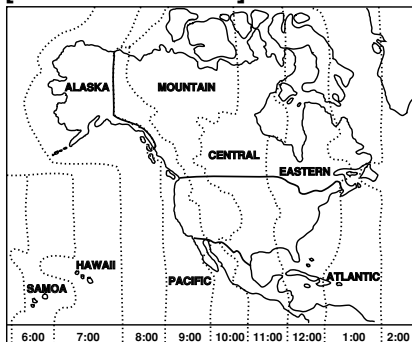 ALASKA MOUNTAIN
CENTRAL
EASTERN
HAWAII
SAMOA PACIFIC ATLANTIC
6:00 7:00 8:00 9:00 10:00 11:00 12:00 1:00 2:00